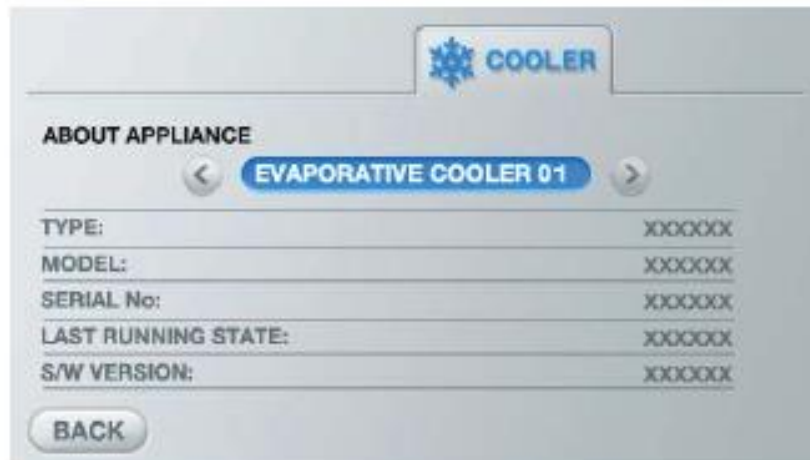 COOLER
ABOUT APPLIANCE
< EVAPORATIVE COOLER 01 >
TYPE: XXXXXX
MODEL: XXXXXX
SERIAL No: XXXXXX
LAST RUNNING STATE: XXXXXX
S/W VERSION: XXXXXX
BACK